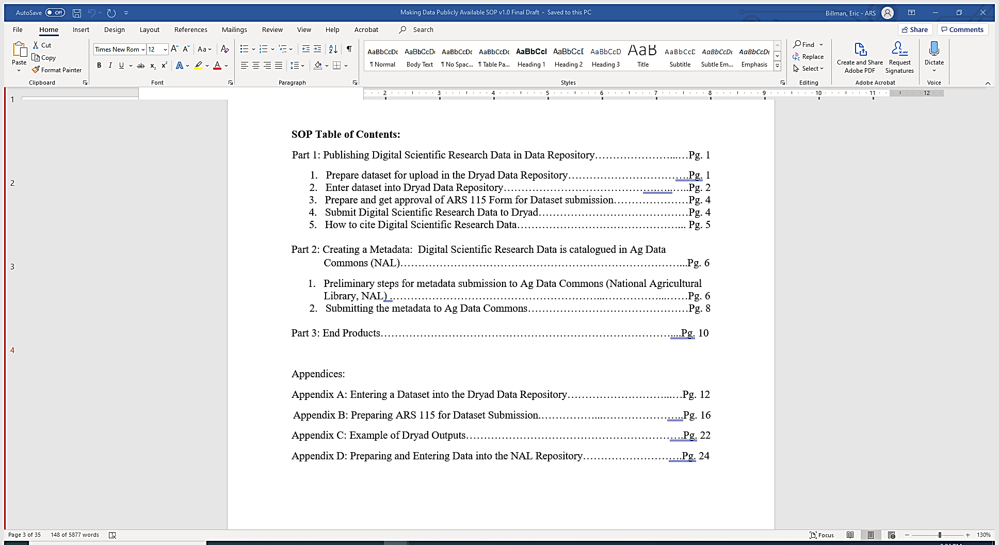 AutoSave Off Making Data Publicly Available SOP v1.0 Final Draft - Saved to this PC Billman, Eric - ARS
File Home Insert Design Layout References Mailings Review View Help Acrobat Search Share Comments
Paste
Cut
Copy
Format Painter
Clipboard
Times New Rom 12 A A Aa A
B I U ab x₂ x² A A
Font
Paragraph
AaBbCcDc AaBbCcDc AaBbCcDc AaBbCcDc AaBbCcI AaBbCcI AaBbCcD AaB AaBbCcD AaBbCcDc AaBbCcDc
¶ Normal Body Text ¶ No Spac... ¶ Table Pa... Heading 1 Heading 2 Heading 3 Title Subtitle Subtle Em... Emphasis
Styles
Find
Replace
Select
Editing
Create and Share
Adobe PDF
Request
Signatures
Adobe Acrobat
Dictate
Voice
2 3 4 5 6 7 8 9 10 11 12
1
2
3
4
SOP Table of Contents:
Part 1: Publishing Digital Scientific Research Data in Data Repository……………………...…Pg. 1
1. Prepare dataset for upload in the Dryad Data Repository……………………………….Pg. 1
2. Enter dataset into Dryad Data Repository…………………………………….…..…..Pg. 2
3. Prepare and get approval of ARS 115 Form for Dataset submission…………………Pg. 4
4. Submit Digital Scientific Research Data to Dryad……………………………………Pg. 4
5. How to cite Digital Scientific Research Data………………………………………... Pg. 5
Part 2: Creating a Metadata:  Digital Scientific Research Data is catalogued in Ag Data
Commons (NAL)……………………………………………………………………...Pg. 6
1. Preliminary steps for metadata submission to Ag Data Commons (National Agricultural
Library, NAL) …………………………………………………...……………...……Pg. 6
2. Submitting the metadata to Ag Data Commons………………………………………Pg. 8
Part 3: End Products………………………………………………………………………....Pg. 10
Appendices:
Appendix A: Entering a Dataset into the Dryad Data Repository………………………...…Pg. 12
Appendix B: Preparing ARS 115 for Dataset Submission.……………...…………………..Pg. 16
Appendix C: Example of Dryad Outputs…………………………………………………….Pg. 22
Appendix D: Preparing and Entering Data into the NAL Repository……………………….Pg. 24
Page 3 of 35 148 of 5877 words Focus 130%